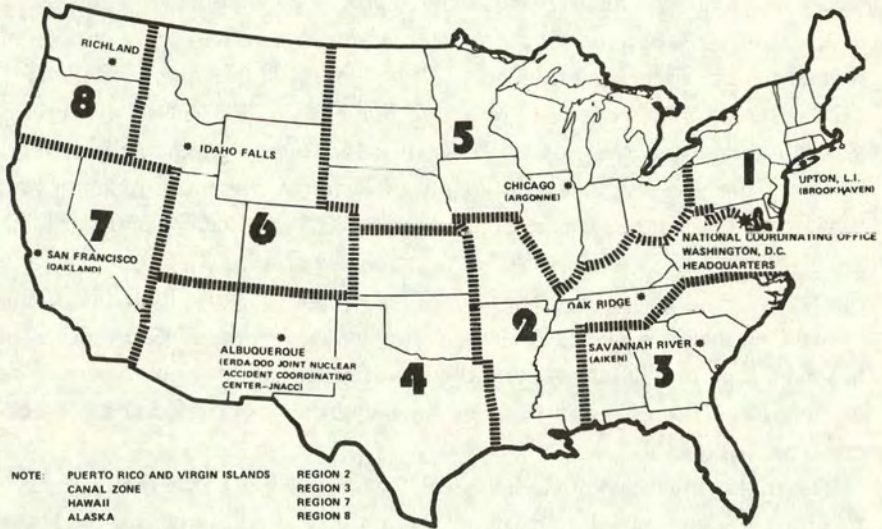 RICHLAND
8
IDAHO FALLS
5
1
UPTON, L.I.
(BROOKHAVEN)
CHICAGO
(ARGONNE)
7
6
SAN FRANCISCO
(OAKLAND)
NATIONAL COORDINATING OFFICE
WASHINGTON, D.C.
HEADQUARTERS
OAK RIDGE
2
SAVANNAH RIVER
(AIKEN)
3
ALBUQUERQUE
(ERDA-DOD JOINT NUCLEAR
ACCIDENT COORDINATING
CENTER-JNACC)
4
NOTE: PUERTO RICO AND VIRGIN ISLANDS REGION 2
CANAL ZONE REGION 3
HAWAII REGION 7
ALASKA REGION 8